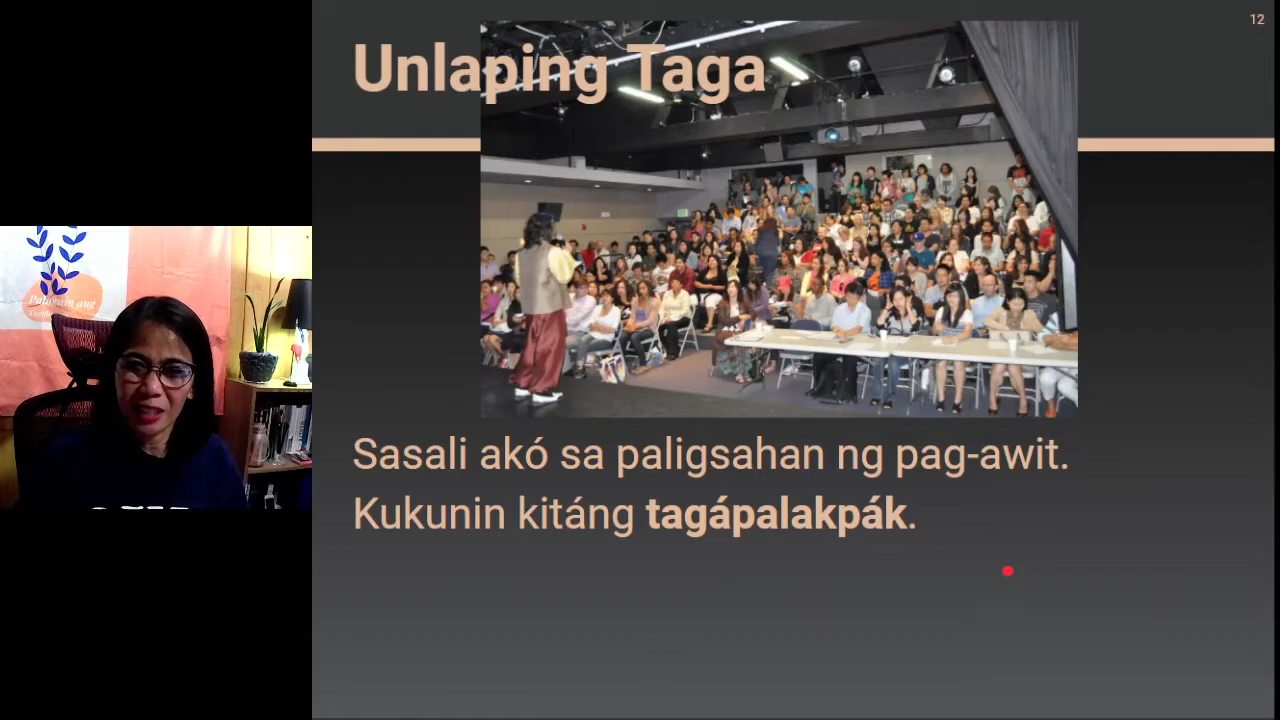 12
Unlaping Taga
Sasali akó sa paligsahan ng pag-awit.
Kukunin kitáng tagápalakpák.